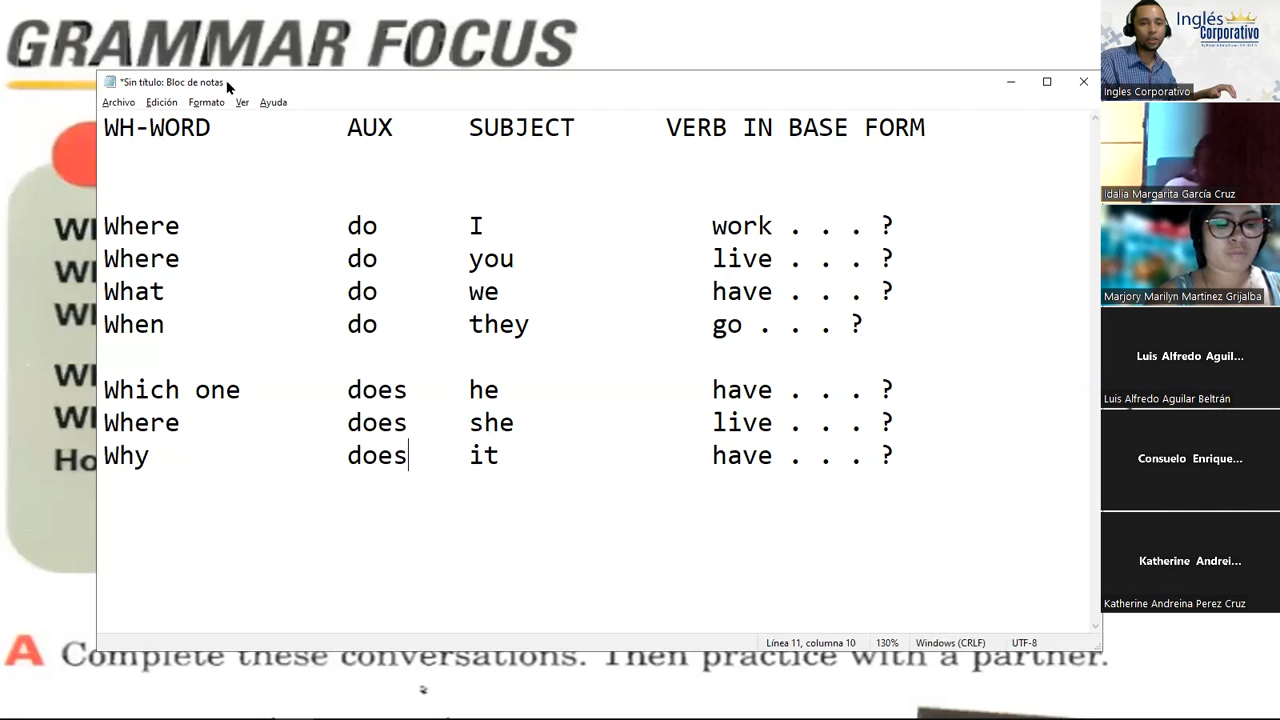 GRAMMAR FOCUS
*Sin título: Bloc de notas
Archivo Edición Formato Ver Ayuda
WH-WORD AUX SUBJECT VERB IN BASE FORM
Where do I work . . . ?
Where do you live . . . ?
What do we have . . . ?
When do they go . . . ?
Which one does he have . . . ?
Where does she live . . . ?
Why does it have . . . ?
Línea 11, columna 10 130% Windows (CRLF) UTF-8
Ho
A Complete these conversations. Then practice with a partner.
Inglés
Corporativo
Ingles Corporativo
Idalia Margarita García Cruz
Marjory Marilyn Martinez Grijalba
Luis Alfredo Aguil...
Luis Alfredo Aguilar Beltrán
Consuelo Enrique...
Katherine Andrei...
Katherine Andreina Perez Cruz